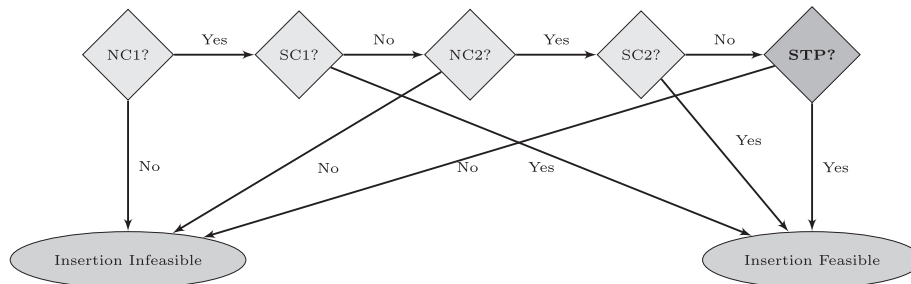 NC1?
Yes
SC1?
No
NC2?
Yes
SC2?
No
STP?
No
No
No
Yes
Yes
Yes
Insertion Infeasible
Insertion Feasible